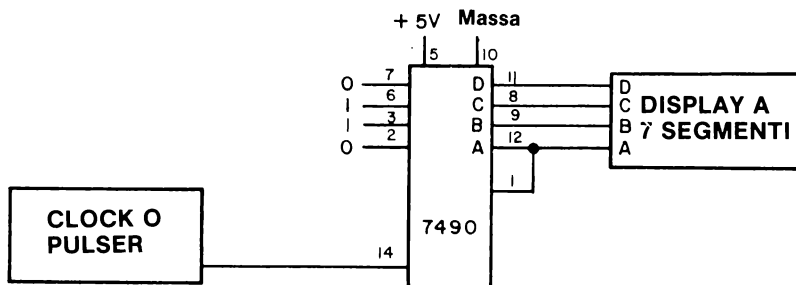 + 5V Massa
5 10
0 7 D 11 D
1 6 C 8 C DISPLAY A
1 3 B 9 B 7 SEGMENTI
0 2 A 12 A
1
CLOCK O
PULSER
7490
14